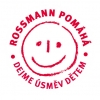 ROSSMANN POMÁHÁ
• DEJME ÚSMĚV DĚTEM •